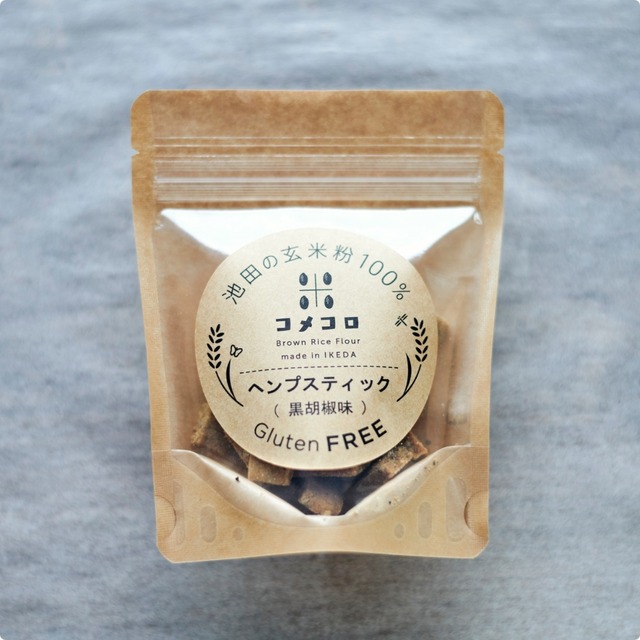 池田の玄米粉100%
コメコロ
Brown Rice Flour
made in IKEDA
ヘンプスティック
(黒胡椒味)
Gluten FREE